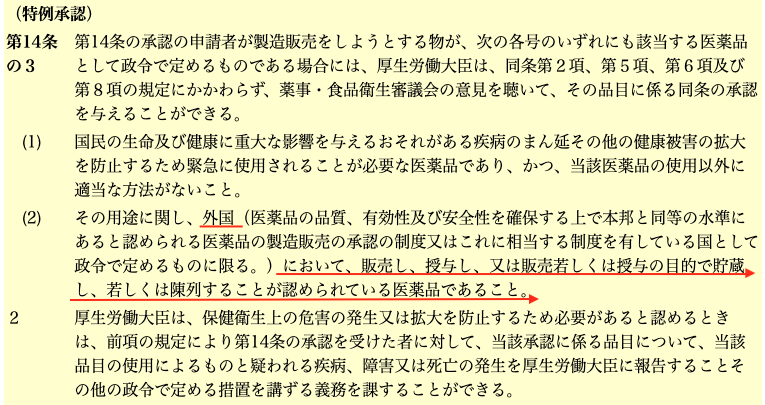 （特例承認）
第14条の３　第14条の承認の申請者が製造販売をしようとする物が、次の各号のいずれにも該当する医薬品
として政令で定めるものである場合には、厚生労働大臣は、同条第２項、第５項、第６項及び
第８項の規定にかかわらず、薬事・食品衛生審議会の意見を聴いて、その品目に係る同条の承認
を与えることができる。
(1)　国民の生命及び健康に重大な影響を与えるおそれがある疾病のまん延その他の健康被害の拡大
を防止するため緊急に使用されることが必要な医薬品であり、かつ、当該医薬品の使用以外に
適当な方法がないこと。
(2)　その用途に関し、外国（医薬品の品質、有効性及び安全性を確保する上で本邦と同等の水準に
あると認められる医薬品の製造販売の承認の制度又はこれに相当する制度を有している国として
政令で定めるものに限る。）において、販売し、授与し、又は販売若しくは授与の目的で貯蔵
し、若しくは陳列することが認められている医薬品であること。
２　厚生労働大臣は、保健衛生上の危害の発生又は拡大を防止するため必要があると認めるとき
は、前項の規定により第14条の承認を受けた者に対して、当該承認に係る品目について、当該
品目の使用によるものと疑われる疾病、障害又は死亡の発生を厚生労働大臣に報告することそ
の他の政令で定める措置を講ずる義務を課することができる。